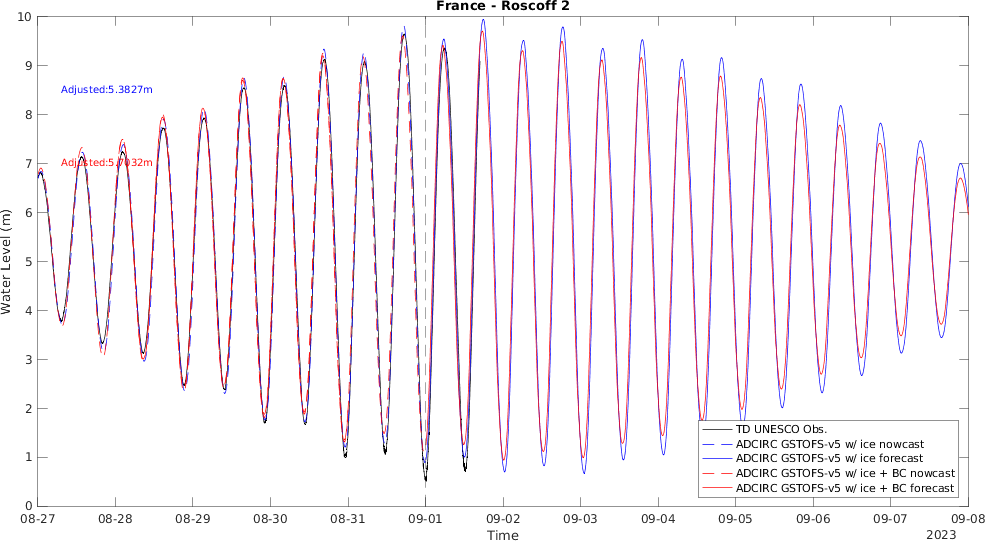 France - Roscoff 2
10
9
8
7
6
5
4
3
2
1
0
Water Level (m)
Adjusted:5.3827m
Adjusted:5.7032m
TD UNESCO Obs.
ADCIRC GSTOFS-v5 w/ ice nowcast
ADCIRC GSTOFS-v5 w/ ice forecast
ADCIRC GSTOFS-v5 w/ ice + BC nowcast
ADCIRC GSTOFS-v5 w/ ice + BC forecast
08-27 08-28 08-29 08-30 08-31 09-01 09-02 09-03 09-04 09-05 09-06 09-07 09-08
Time
2023